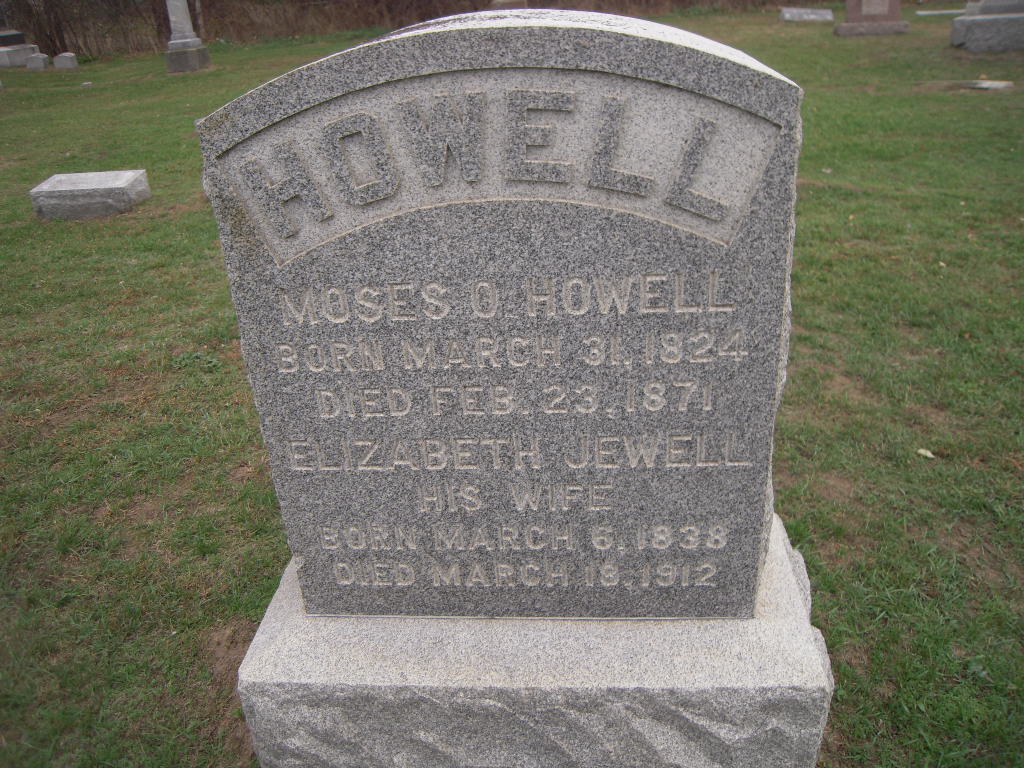 HOWELL
MOSES O. HOWELL
BORN MARCH 31, 1824
DIED FEB. 23, 1871
ELIZABETH JEWELL
HIS WIFE
BORN MARCH 6, 1838
DIED MARCH 18, 1912